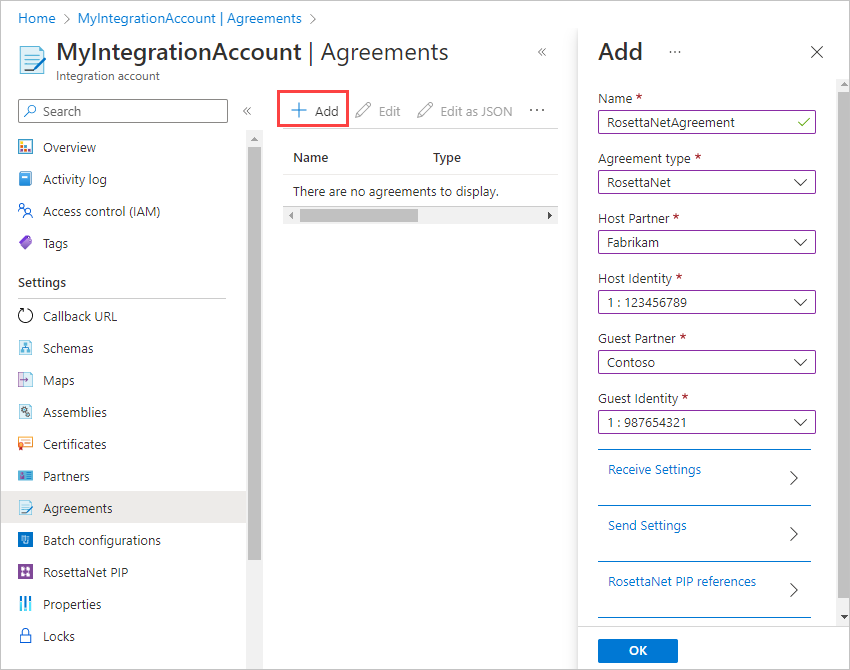 Home > MyIntegrationAccount | Agreements >
MyIntegrationAccount | Agreements
Integration account
Search
Overview
Activity log
Access control (IAM)
Tags
Settings
Callback URL
Schemas
Maps
Assemblies
Certificates
Partners
Agreements
Batch configurations
RosettaNet PIP
Properties
Locks
+ Add Edit Edit as JSON ...
Name Type
There are no agreements to display.
Add ...
Name *
RosettaNetAgreement
Agreement type *
RosettaNet
Host Partner *
Fabrikam
Host Identity *
1 : 123456789
Guest Partner *
Contoso
Guest Identity *
1 : 987654321
Receive Settings
Send Settings
RosettaNet PIP references
OK